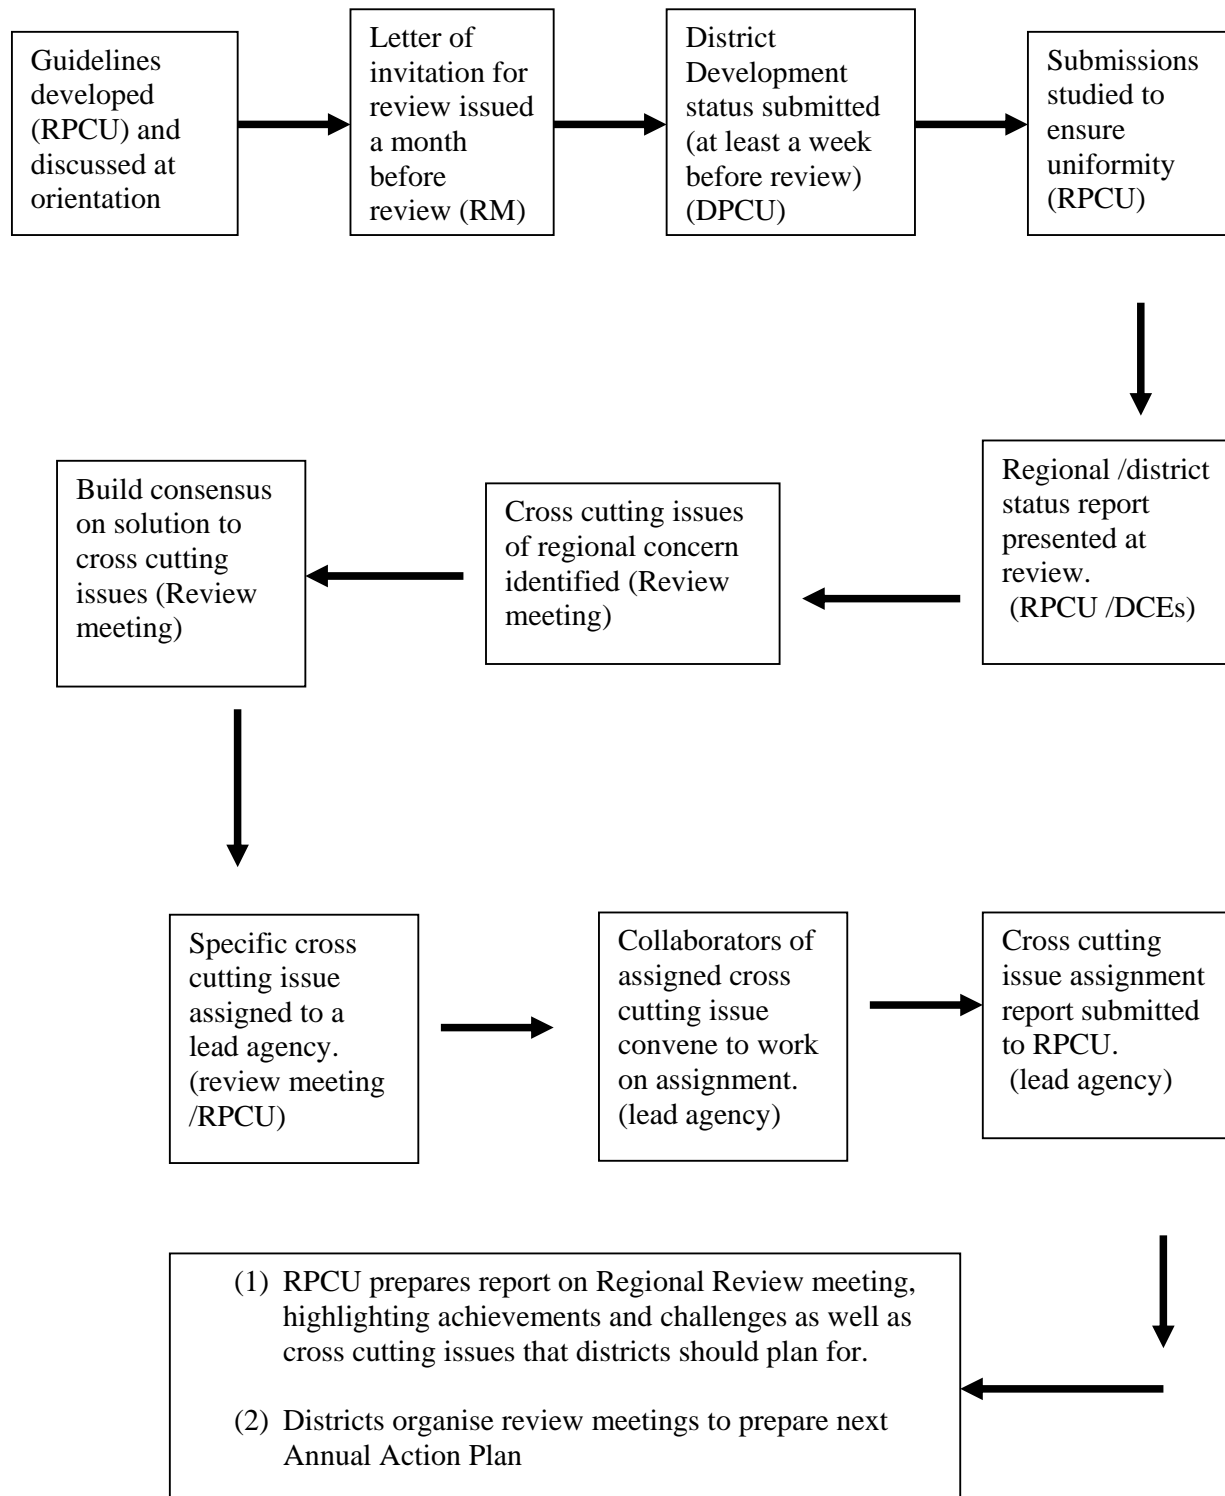 Guidelines
developed
(RPCU) and
discussed at
orientation
Letter of
invitation for
review issued
a month
before
review (RM)
District
Development
status submitted
(at least a week
before review)
(DPCU)
Submissions
studied to
ensure
uniformity
(RPCU)
Regional /district
status report
presented at
review.
(RPCU /DCEs)
Cross cutting issues
of regional concern
identified (Review
meeting)
Build consensus
on solution to
cross cutting
issues (Review
meeting)
Specific cross
cutting issue
assigned to a
lead agency.
(review meeting
/RPCU)
Collaborators of
assigned cross
cutting issue
convene to work
on assignment.
(lead agency)
Cross cutting
issue assignment
report submitted
to RPCU.
(lead agency)
(1) RPCU prepares report on Regional Review meeting,
highlighting achievements and challenges as well as
cross cutting issues that districts should plan for.
(2) Districts organise review meetings to prepare next
Annual Action Plan